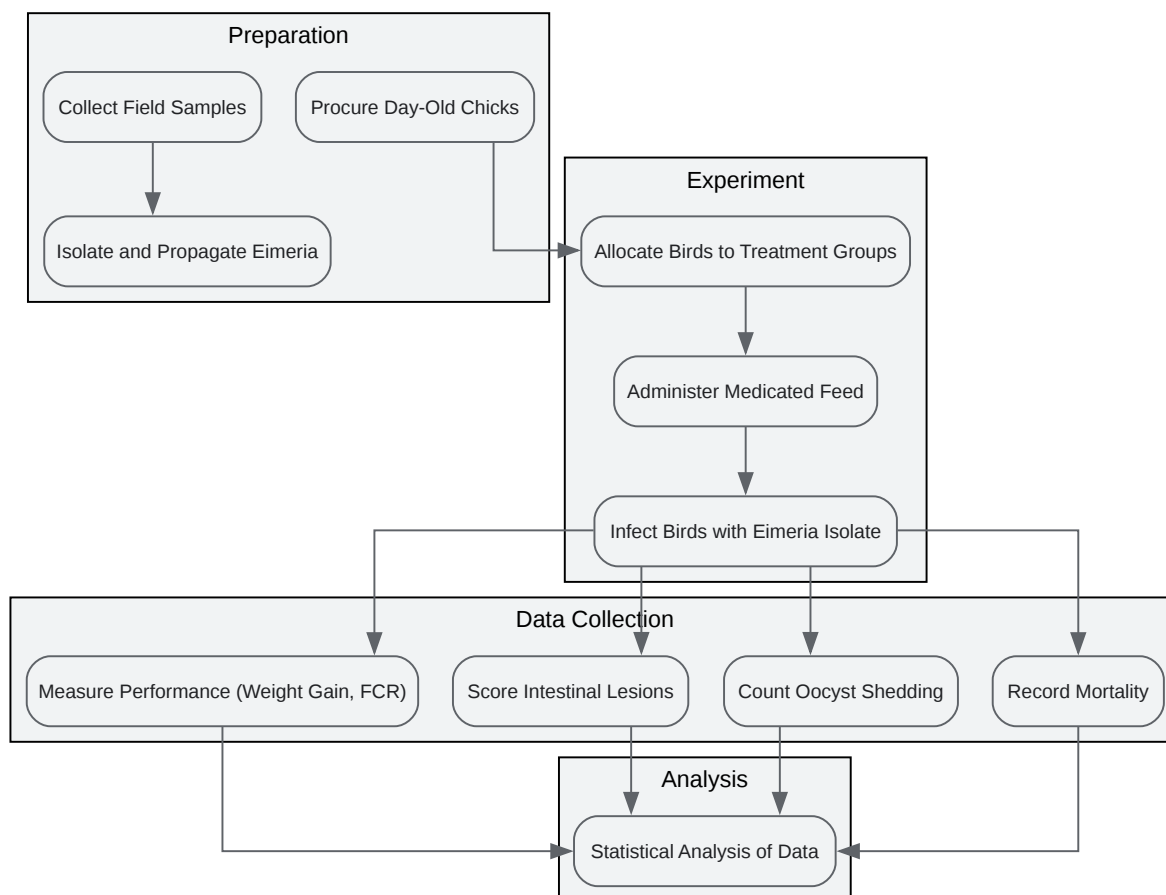 Preparation
Collect Field Samples
Procure Day-Old Chicks
Isolate and Propagate Eimeria
Experiment
Allocate Birds to Treatment Groups
Administer Medicated Feed
Infect Birds with Eimeria Isolate
Data Collection
Measure Performance (Weight Gain, FCR)
Score Intestinal Lesions
Count Oocyst Shedding
Record Mortality
Analysis
Statistical Analysis of Data